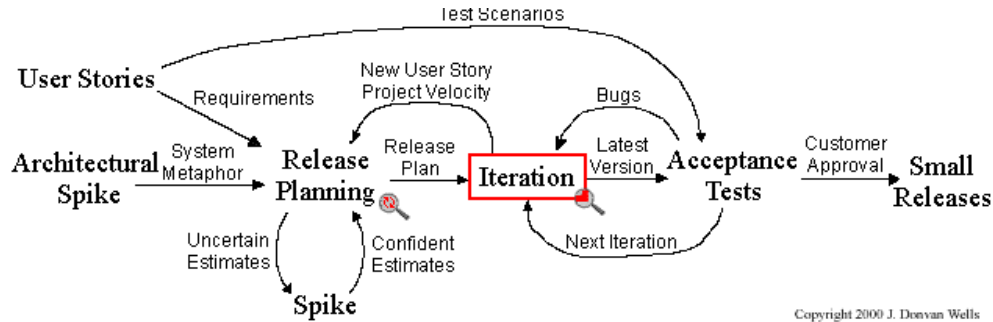 Test Scenarios
User Stories
New User Story
Project Velocity
Requirements
Bugs
Architectural
Spike
System
Metaphor
Release
Planning
Release
Plan
Iteration
Latest
Version
Acceptance
Tests
Customer
Approval
Small
Releases
Uncertain
Estimates
Confident
Estimates
Next Iteration
Spike
Copyright 2000 J. Donvan Wells